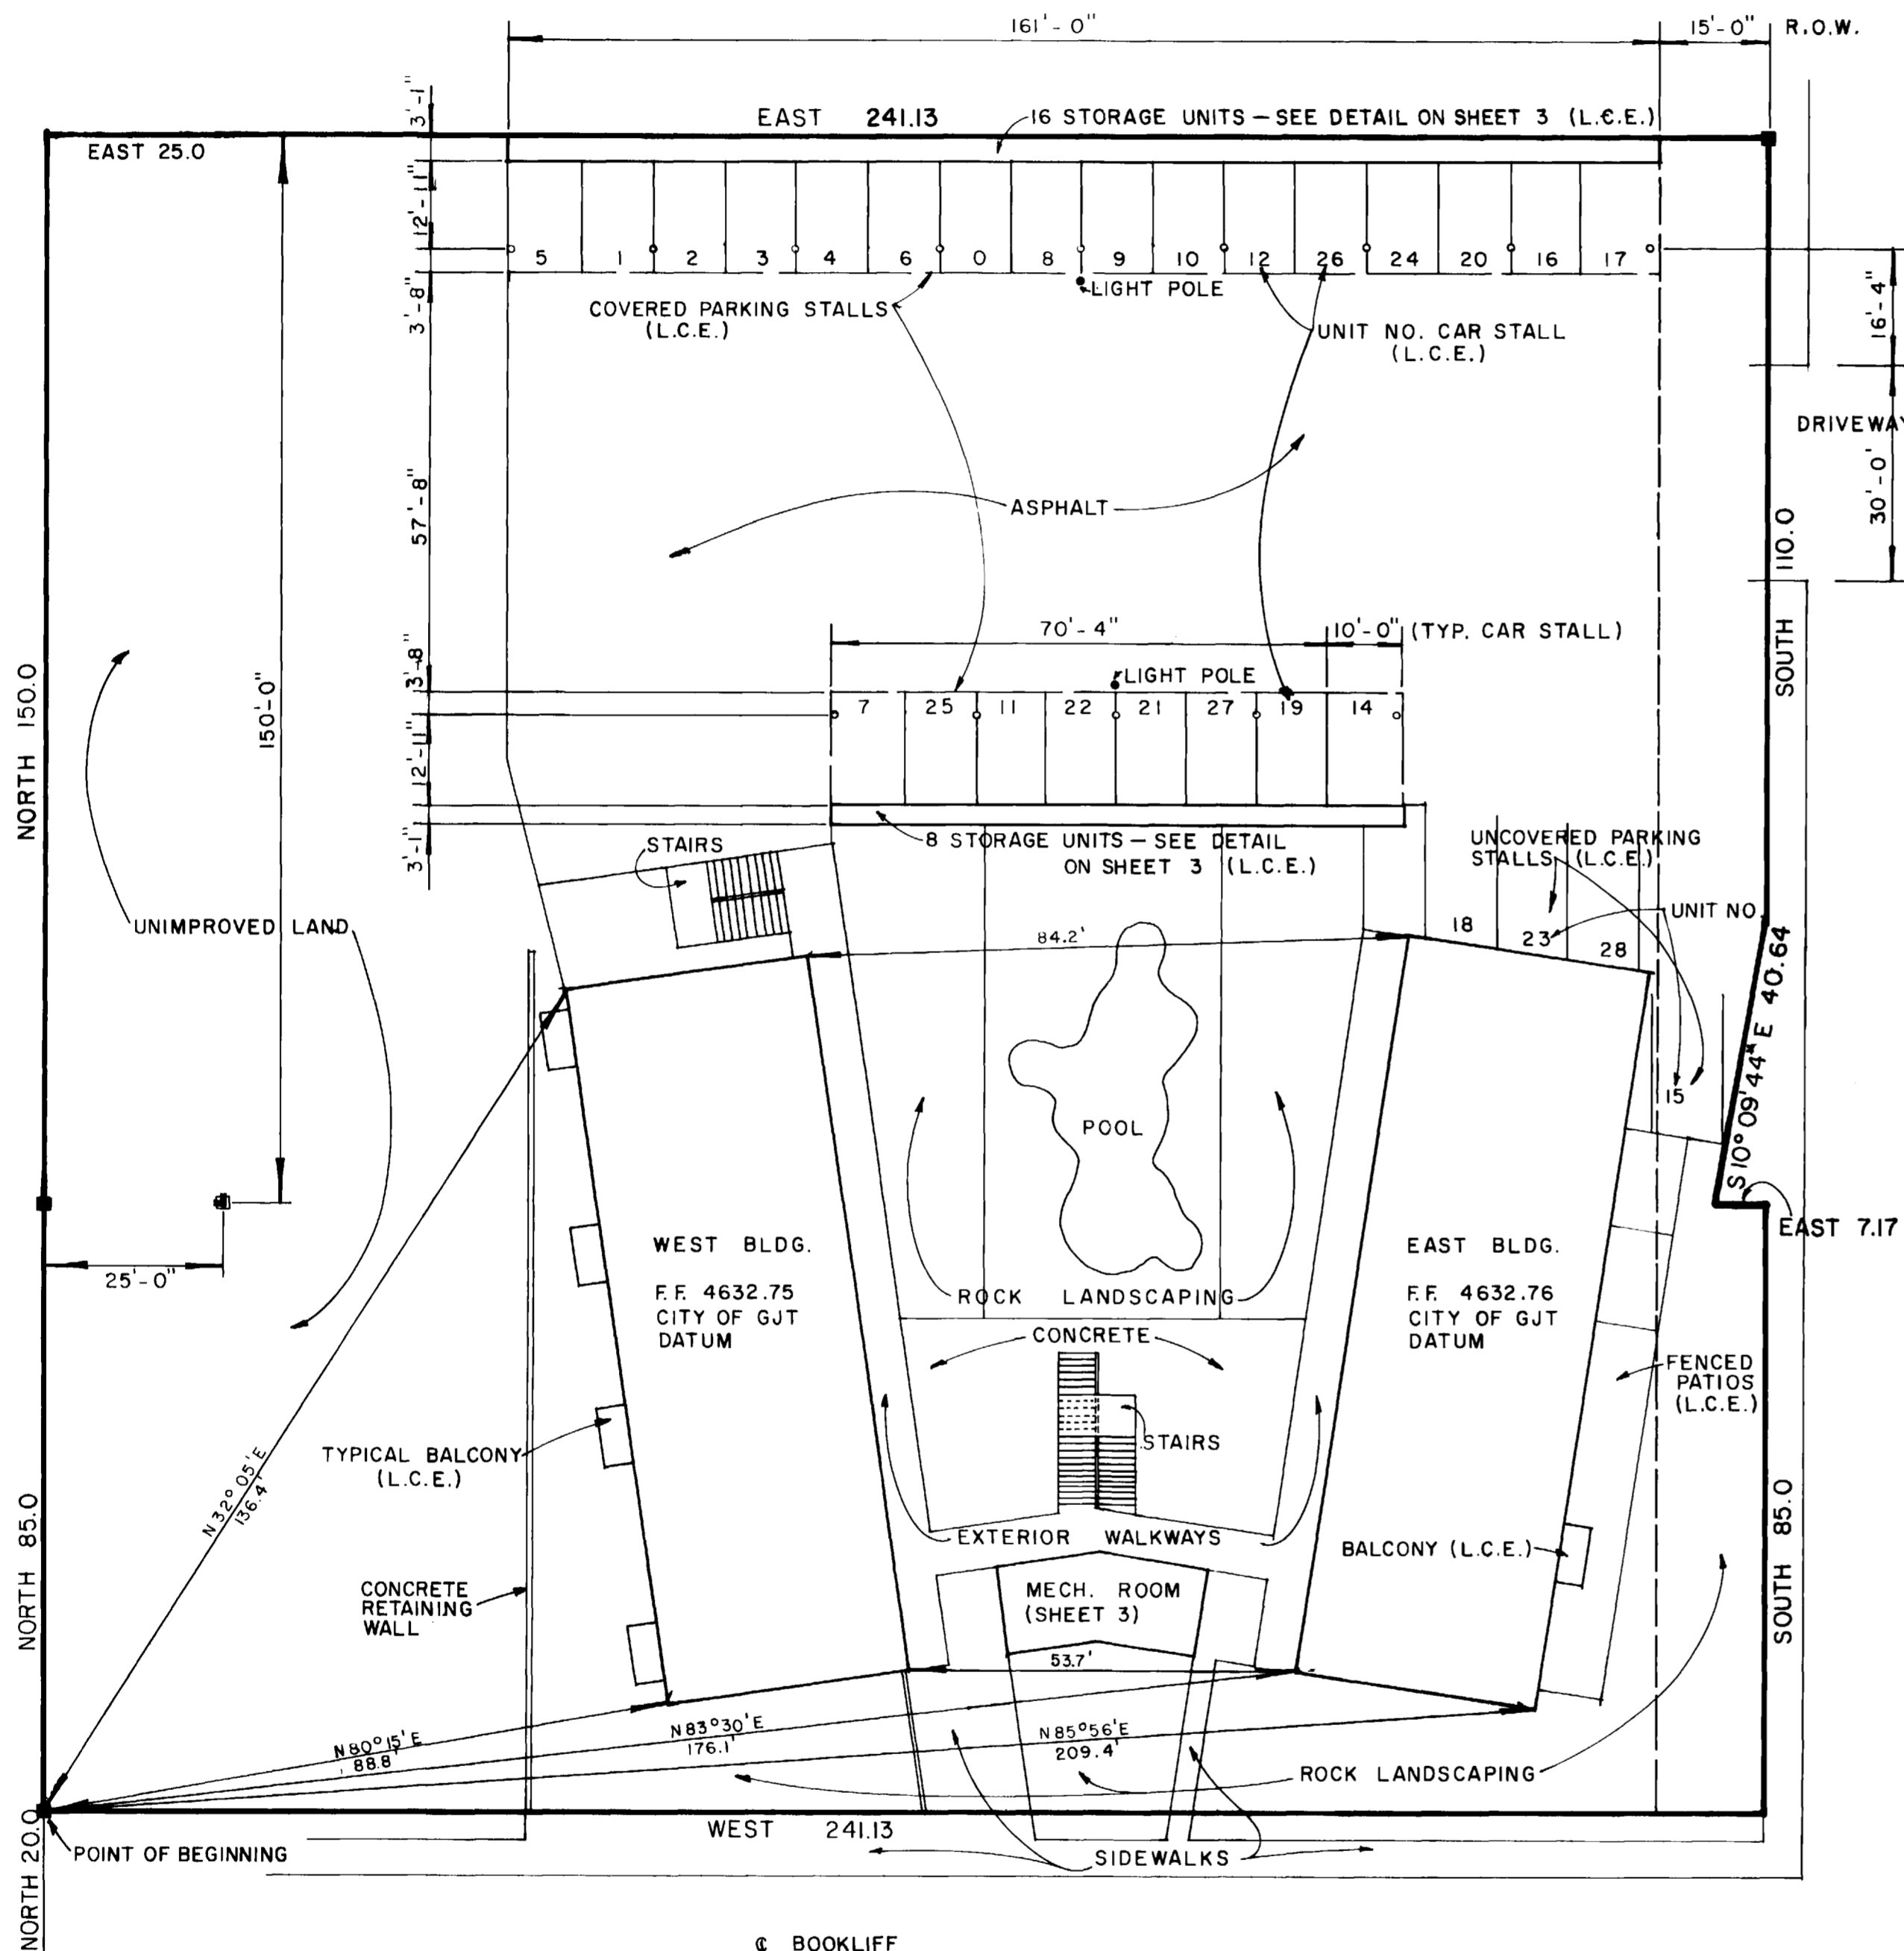 161'-0"
15'-0"
R.O.W.
3'-1"
EAST 241.13
16 STORAGE UNITS — SEE DETAIL ON SHEET 3 (L.C.E.)
EAST 25.0
12'-11"
5 1 2 3 4 6 0 8 9 10 12 26 24 20 16 17
3'-8"
LIGHT POLE
COVERED PARKING STALLS
(L.C.E.)
UNIT NO. CAR STALL
(L.C.E.)
16'-4"
DRIVEWAY
30'-0"
57'-8"
ASPHALT
SOUTH 110.0
NORTH 150.0
150'-0"
70'-4"
10'-0" (TYP. CAR STALL)
3'-8"
LIGHT POLE
7 25 11 22 21 27 19 14
12'-11"
3'-1"
STAIRS
8 STORAGE UNITS — SEE DETAIL
ON SHEET 3 (L.C.E.)
UNCOVERED PARKING
STALLS (L.C.E.)
UNIT NO.
UNIMPROVED LAND
84.2'
18
23
28
15
S10°09'44" E 40.64
POOL
EAST 7.17
25'-0"
WEST BLDG.
F.F. 4632.75
CITY OF GJT
DATUM
EAST BLDG.
F.F. 4632.76
CITY OF GJT
DATUM
ROCK LANDSCAPING
CONCRETE
FENCED
PATIOS
(L.C.E.)
STAIRS
TYPICAL BALCONY
(L.C.E.)
N32°05'E
136.4'
NORTH 85.0
SOUTH 85.0
EXTERIOR WALKWAYS
BALCONY (L.C.E.)
CONCRETE
RETAINING
WALL
MECH. ROOM
(SHEET 3)
53.7'
N80°15'E
88.8'
N83°30'E
176.1'
N85°56'E
209.4'
ROCK LANDSCAPING
WEST 241.13
POINT OF BEGINNING
SIDEWALKS
NORTH 20.0
℄ BOOKLIFF